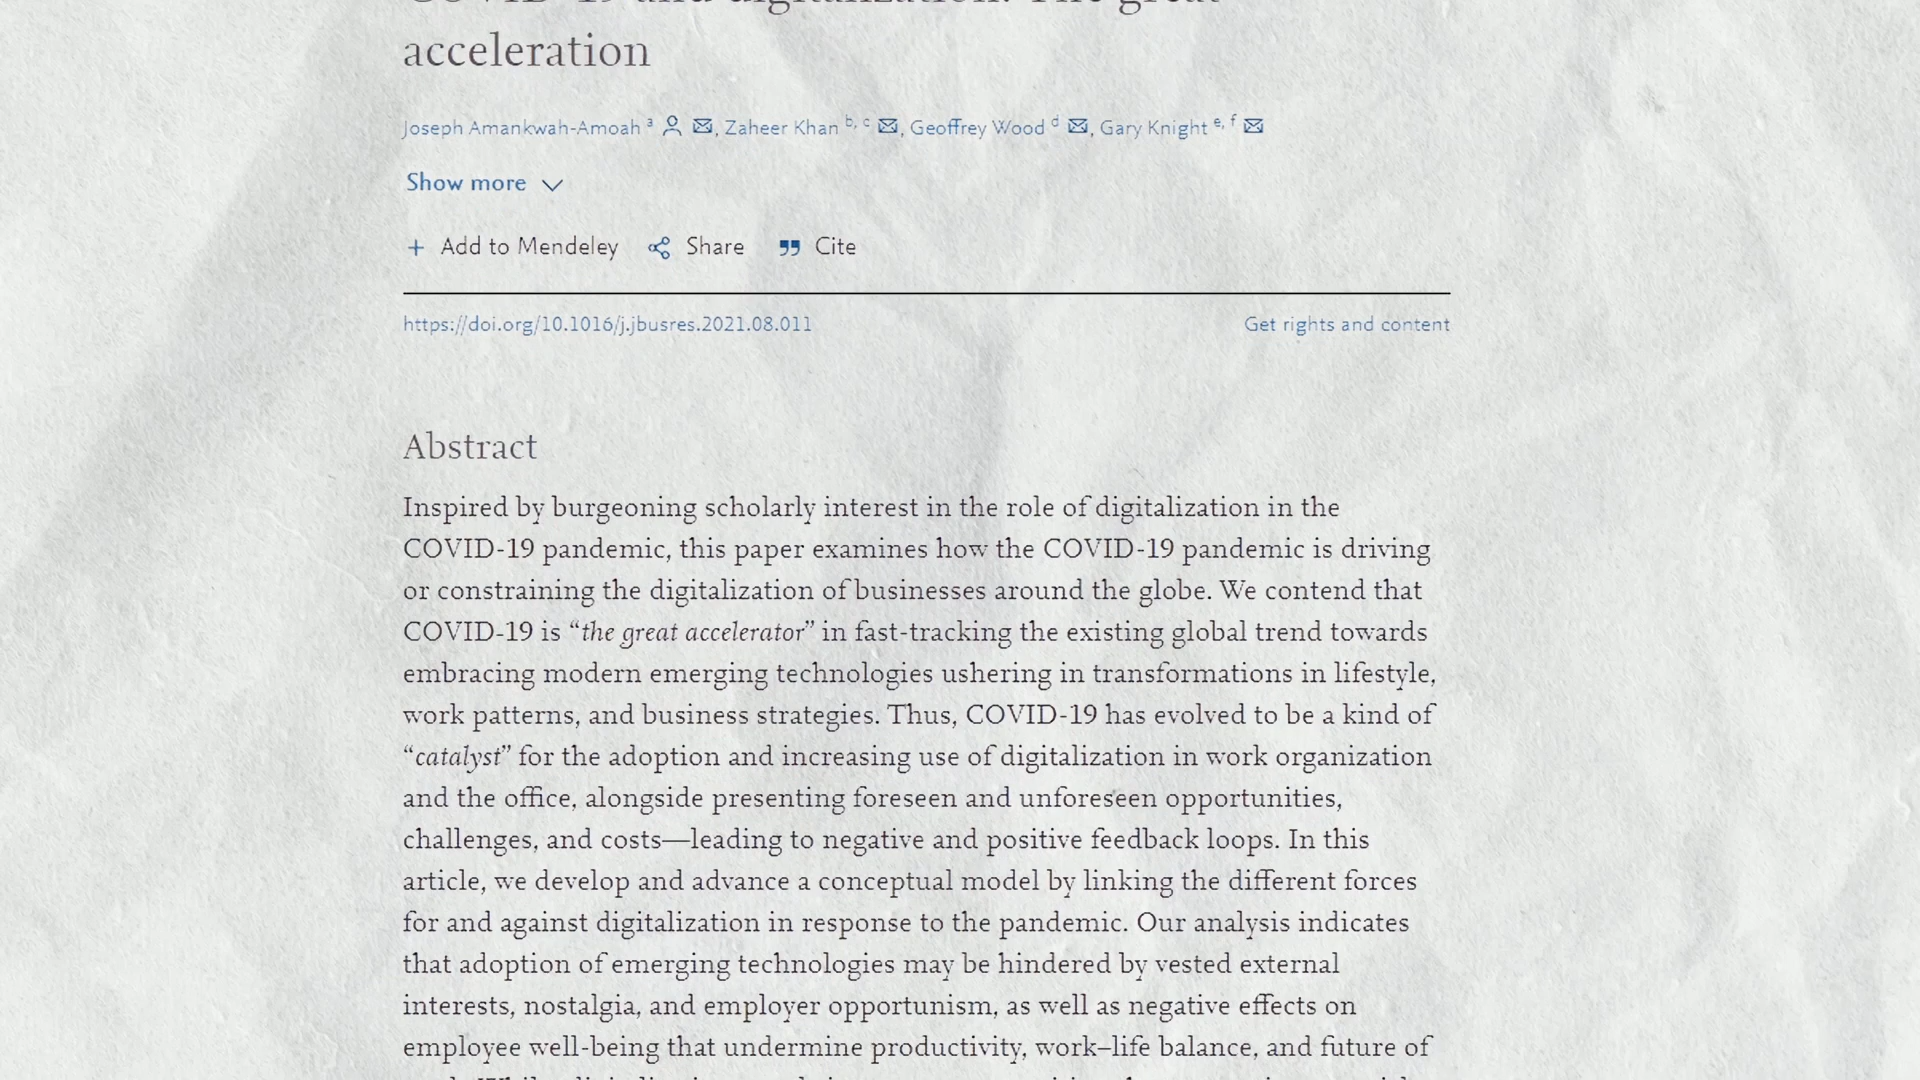 COVID-19 and digitalization: The great
acceleration
Joseph Amankwah-Amoah a, Zaheer Khan b, c, Geoffrey Wood d, Gary Knight e, f
Show more
+ Add to Mendeley Share Cite
https://doi.org/10.1016/j.jbusres.2021.08.011 Get rights and content
Abstract
Inspired by burgeoning scholarly interest in the role of digitalization in the
COVID-19 pandemic, this paper examines how the COVID-19 pandemic is driving
or constraining the digitalization of businesses around the globe. We contend that
COVID-19 is “the great accelerator” in fast-tracking the existing global trend towards
embracing modern emerging technologies ushering in transformations in lifestyle,
work patterns, and business strategies. Thus, COVID-19 has evolved to be a kind of
“catalyst” for the adoption and increasing use of digitalization in work organization
and the office, alongside presenting foreseen and unforeseen opportunities,
challenges, and costs—leading to negative and positive feedback loops. In this
article, we develop and advance a conceptual model by linking the different forces
for and against digitalization in response to the pandemic. Our analysis indicates
that adoption of emerging technologies may be hindered by vested external
interests, nostalgia, and employer opportunism, as well as negative effects on
employee well-being that undermine productivity, work–life balance, and future of